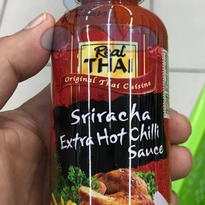 Real
THAI
Original Thai Cuisine
Sriracha
Extra Hot Chilli
Sauce